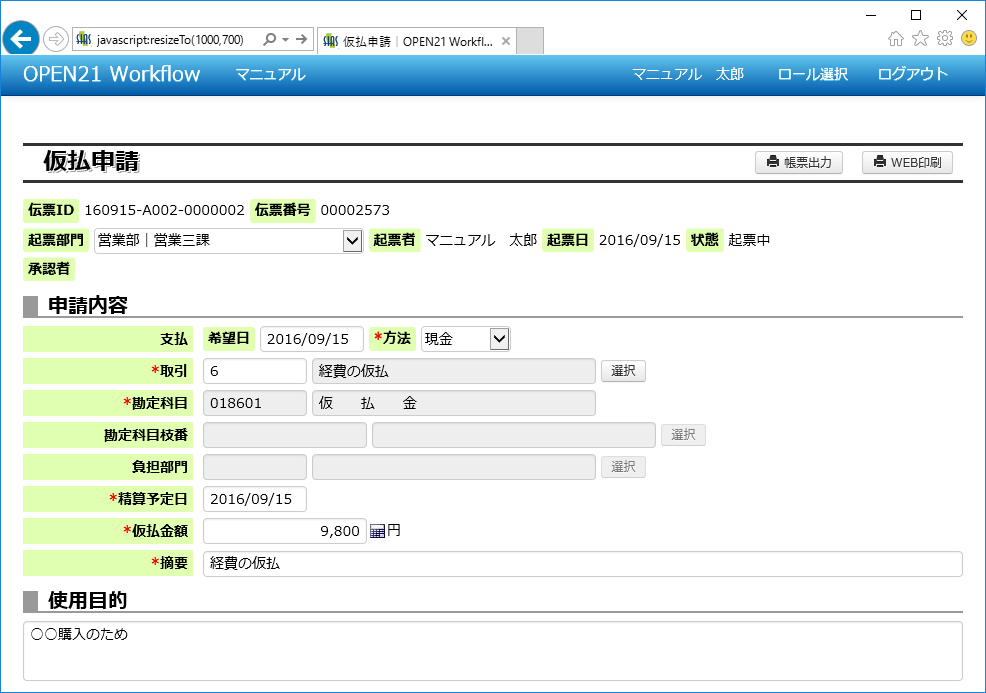 javascript:resizeTo(1000,700)
仮払申請 | OPEN21 Workfl...
OPEN21 Workflow マニュアル マニュアル 太郎 ロール選択 ログアウト
仮払申請 帳票出力 WEB印刷
伝票ID 160915-A002-0000002 伝票番号 00002573
起票部門 営業部｜営業三課 起票者 マニュアル 太郎 起票日 2016/09/15 状態 起票中
承認者
申請内容
支払 希望日 2016/09/15 *方法 現金
*取引 6 経費の仮払 選択
*勘定科目 018601 仮　払　金
勘定科目枝番 選択
負担部門 選択
*精算予定日 2016/09/15
*仮払金額 9,800 円
*摘要 経費の仮払
使用目的
○○購入のため